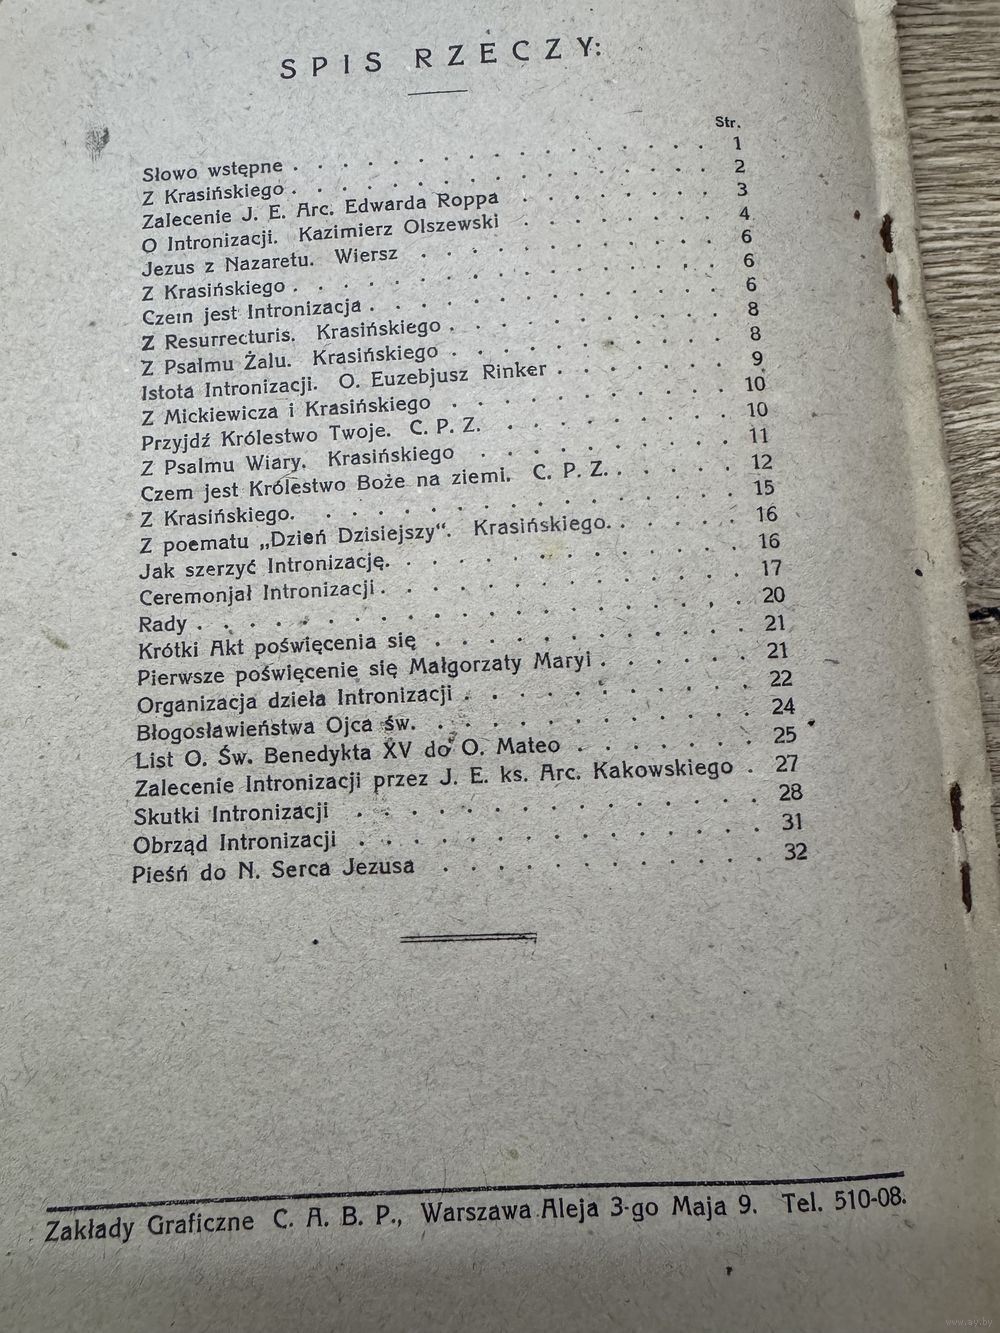 SPIS RZECZY:
Str.
Słowo wstępne . . . . . . . . . . . . 1
Z Krasińskiego . . . . . . . . . . . . 2
Zalecenie J. E. Arc. Edwarda Roppa . . . . . . 3
O Intronizacji. Kazimierz Olszewski . . . . . . 4
Jezus z Nazaretu. Wiersz . . . . . . . . . 6
Z Krasińskiego . . . . . . . . . . . . 6
Czem jest Intronizacja . . . . . . . . . . 6
Z Resurrecturis. Krasińskiego . . . . . . . . 8
Z Psalmu Żalu. Krasińskiego . . . . . . . . 8
Istota Intronizacji. O. Euzebjusz Rinker . . . . . . 9
Z Mickiewicza i Krasińskiego . . . . . . . . 10
Przyjdź Królestwo Twoje. C. P. Z. . . . . . . . 10
Z Psalmu Wiary. Krasińskiego . . . . . . . . 11
Czem jest Królestwo Boże na ziemi. C. P. Z. . . . . . 12
Z Krasińskiego. . . . . . . . . . . . . 15
Z poematu „Dzień Dzisiejszy“. Krasińskiego. . . . . . 16
Jak szerzyć Intronizację. . . . . . . . . . 16
Ceremonjał Intronizacji . . . . . . . . . . 17
Rady . . . . . . . . . . . . . . . 20
Krótki Akt poświęcenia się . . . . . . . . . 21
Pierwsze poświęcenie się Małgorzaty Maryi . . . . . . 21
Organizacja dzieła Intronizacji . . . . . . . . 22
Błogosławieństwa Ojca św. . . . . . . . . . 24
List O. Św. Benedykta XV do O. Mateo . . . . . . . 25
Zalecenie Intronizacji przez J. E. ks. Arc. Kakowskiego . 27
Skutki Intronizacji . . . . . . . . . . . 28
Obrząd Intronizacji . . . . . . . . . . . 31
Pieśń do N. Serca Jezusa . . . . . . . . . 32
Zakłady Graficzne C. A. B. P., Warszawa Aleja 3-go Maja 9. Tel. 510-08.
www.ay.by